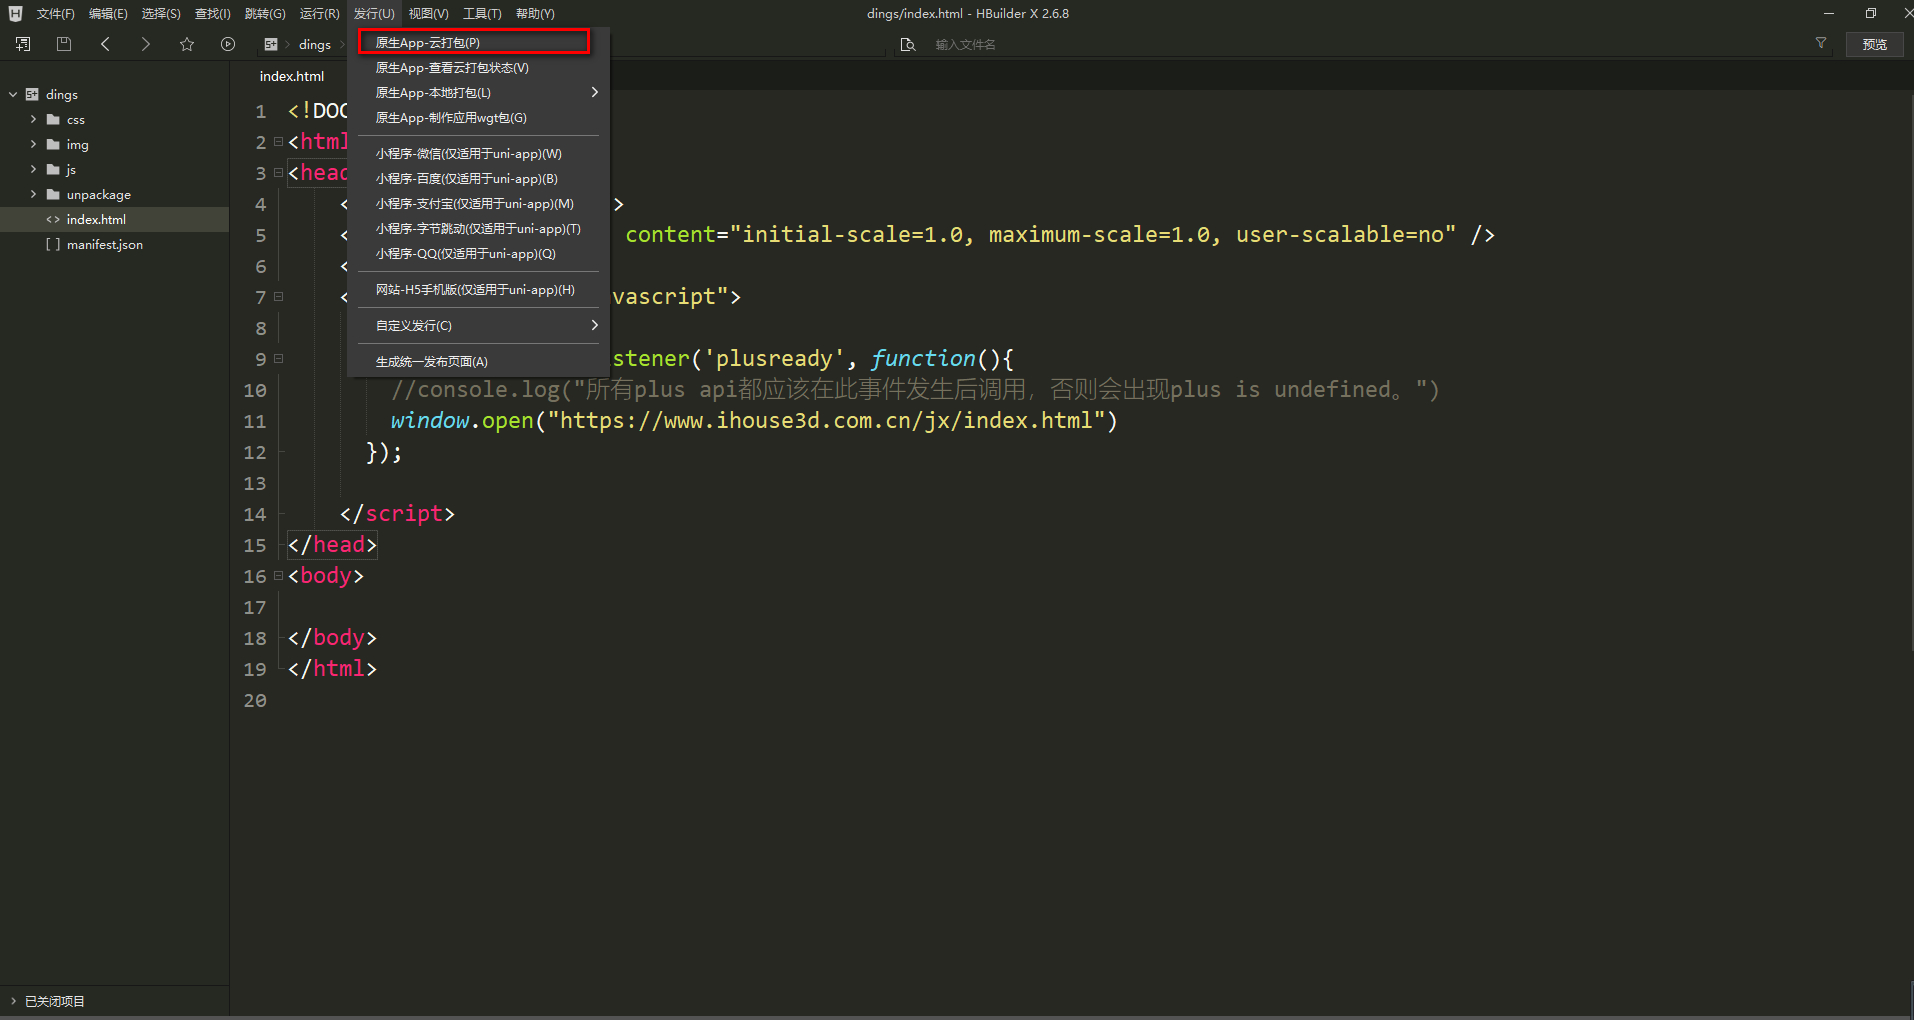 文件(F) 编辑(E) 选择(S) 查找(I) 跳转(G) 运行(R) 发行(U) 视图(V) 工具(T) 帮助(Y)
dings/index.html - HBuilder X 2.6.8
dings
输入文件名
预览
原生App-云打包(P)
原生App-查看云打包状态(V)
原生App-本地打包(L)
原生App-制作应用wgt包(G)
小程序-微信(仅适用于uni-app)(W)
小程序-百度(仅适用于uni-app)(B)
小程序-支付宝(仅适用于uni-app)(M)
小程序-字节跳动(仅适用于uni-app)(T)
小程序-QQ(仅适用于uni-app)(Q)
网站-H5手机版(仅适用于uni-app)(H)
自定义发行(C)
生成统一发布页面(A)
dings
css
img
js
unpackage
index.html
manifest.json
已关闭项目
index.html
1 <!DOC
2 <html
3 <head
4 < >
5 < content="initial-scale=1.0, maximum-scale=1.0, user-scalable=no" />
6 <
7 < vascript">
8
9 stener('plusready', function(){
10 //console.log("所有plus api都应该在此事件发生后调用，否则会出现plus is undefined。")
11 window.open("https://www.ihouse3d.com.cn/jx/index.html")
12 });
13
14 </script>
15 </head>
16 <body>
17
18 </body>
19 </html>
20